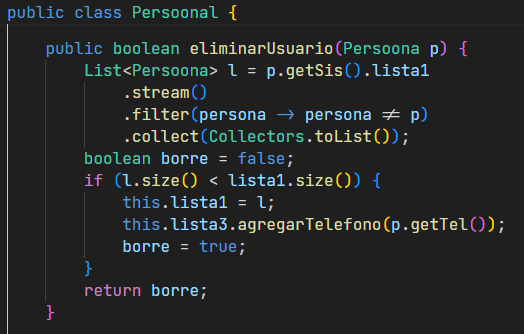 public class Persoonal {
public boolean eliminarUsuario(Persoona p) {
List<Persoona> l = p.getSis().lista1
.stream()
.filter(persona -> persona != p)
.collect(Collectors.toList());
boolean borre = false;
if (l.size() < lista1.size()) {
this.lista1 = l;
this.lista3.agregarTelefono(p.getTel());
borre = true;
}
return borre;
}